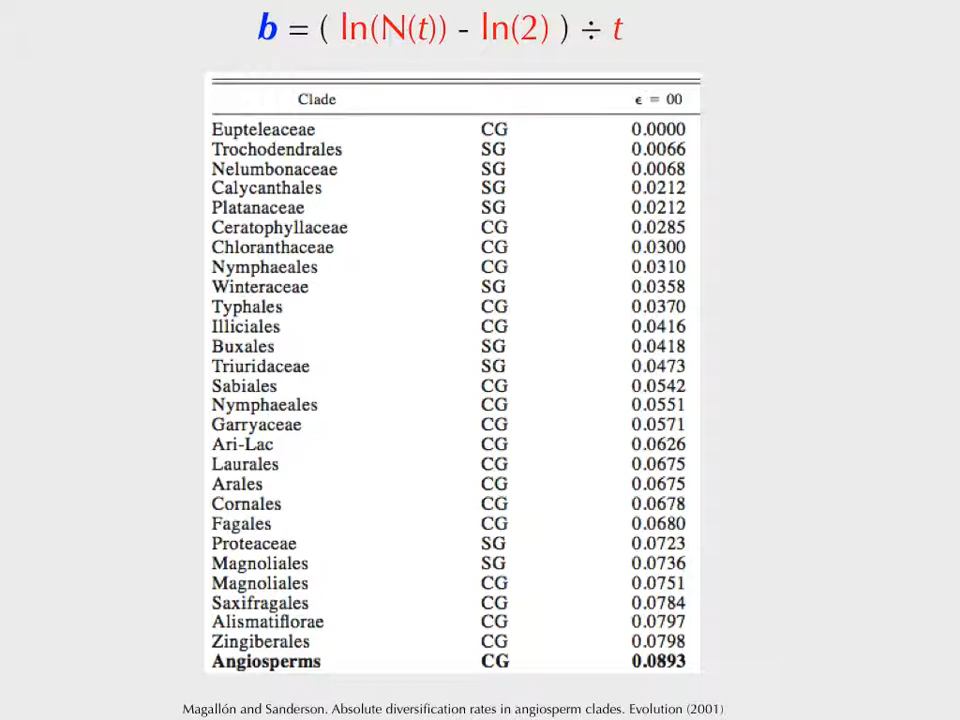 b = ( ln(N(t)) - ln(2) ) ÷ t
Clade ϵ = 00
Eupteleaceae CG 0.0000
Trochodendrales SG 0.0066
Nelumbonaceae SG 0.0068
Calycanthales SG 0.0212
Platanaceae SG 0.0212
Ceratophyllaceae CG 0.0285
Chloranthaceae CG 0.0300
Nymphaeales CG 0.0310
Winteraceae SG 0.0358
Typhales CG 0.0370
Illiciales CG 0.0416
Buxales SG 0.0418
Triuridaceae SG 0.0473
Sabiales CG 0.0542
Nymphaeales CG 0.0551
Garryaceae CG 0.0571
Ari-Lac CG 0.0626
Laurales CG 0.0675
Arales CG 0.0675
Cornales CG 0.0678
Fagales CG 0.0680
Proteaceae SG 0.0723
Magnoliales SG 0.0736
Magnoliales CG 0.0751
Saxifragales CG 0.0784
Alismatiflorae CG 0.0797
Zingiberales CG 0.0798
Angiosperms CG 0.0893
Magallón and Sanderson. Absolute diversification rates in angiosperm clades. Evolution (2001)